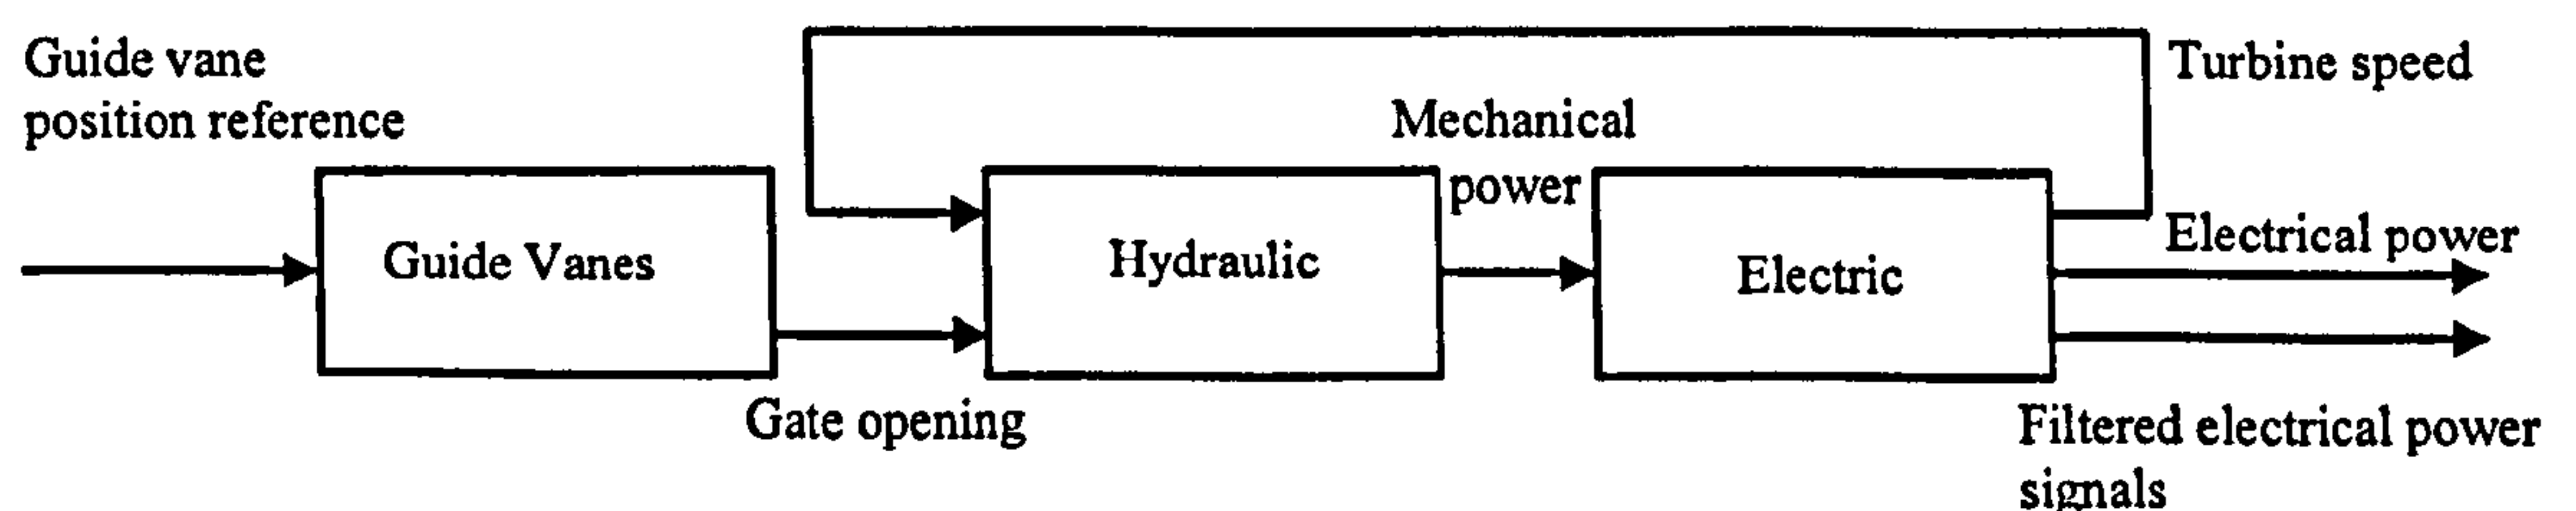 Guide vane
position reference
Turbine speed
Mechanical
power
Electrical power
Guide Vanes
Hydraulic
Electric
Gate opening
Filtered electrical power
signals